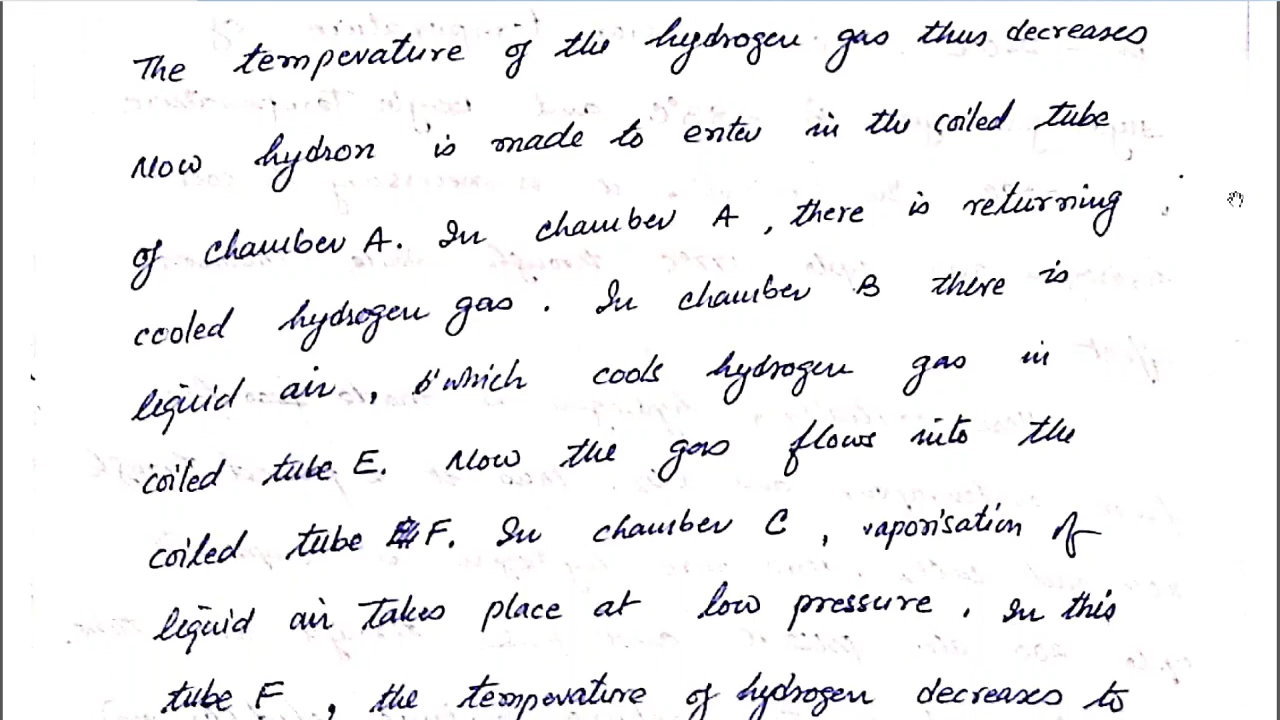 The temperature of the hydrogen gas thus decreases
Now hydron is made to enter in the coiled tube
of chamber A. In chamber A, there is returning
cooled hydrogen gas. In chamber B there is
liquid air, which cools hydrogen gas in
coiled tube E. Now the gas flows into the
coiled tube F. In chamber C, vaporisation of
liquid air takes place at low pressure. In this
tube F, the temperature of hydrogen decreases to